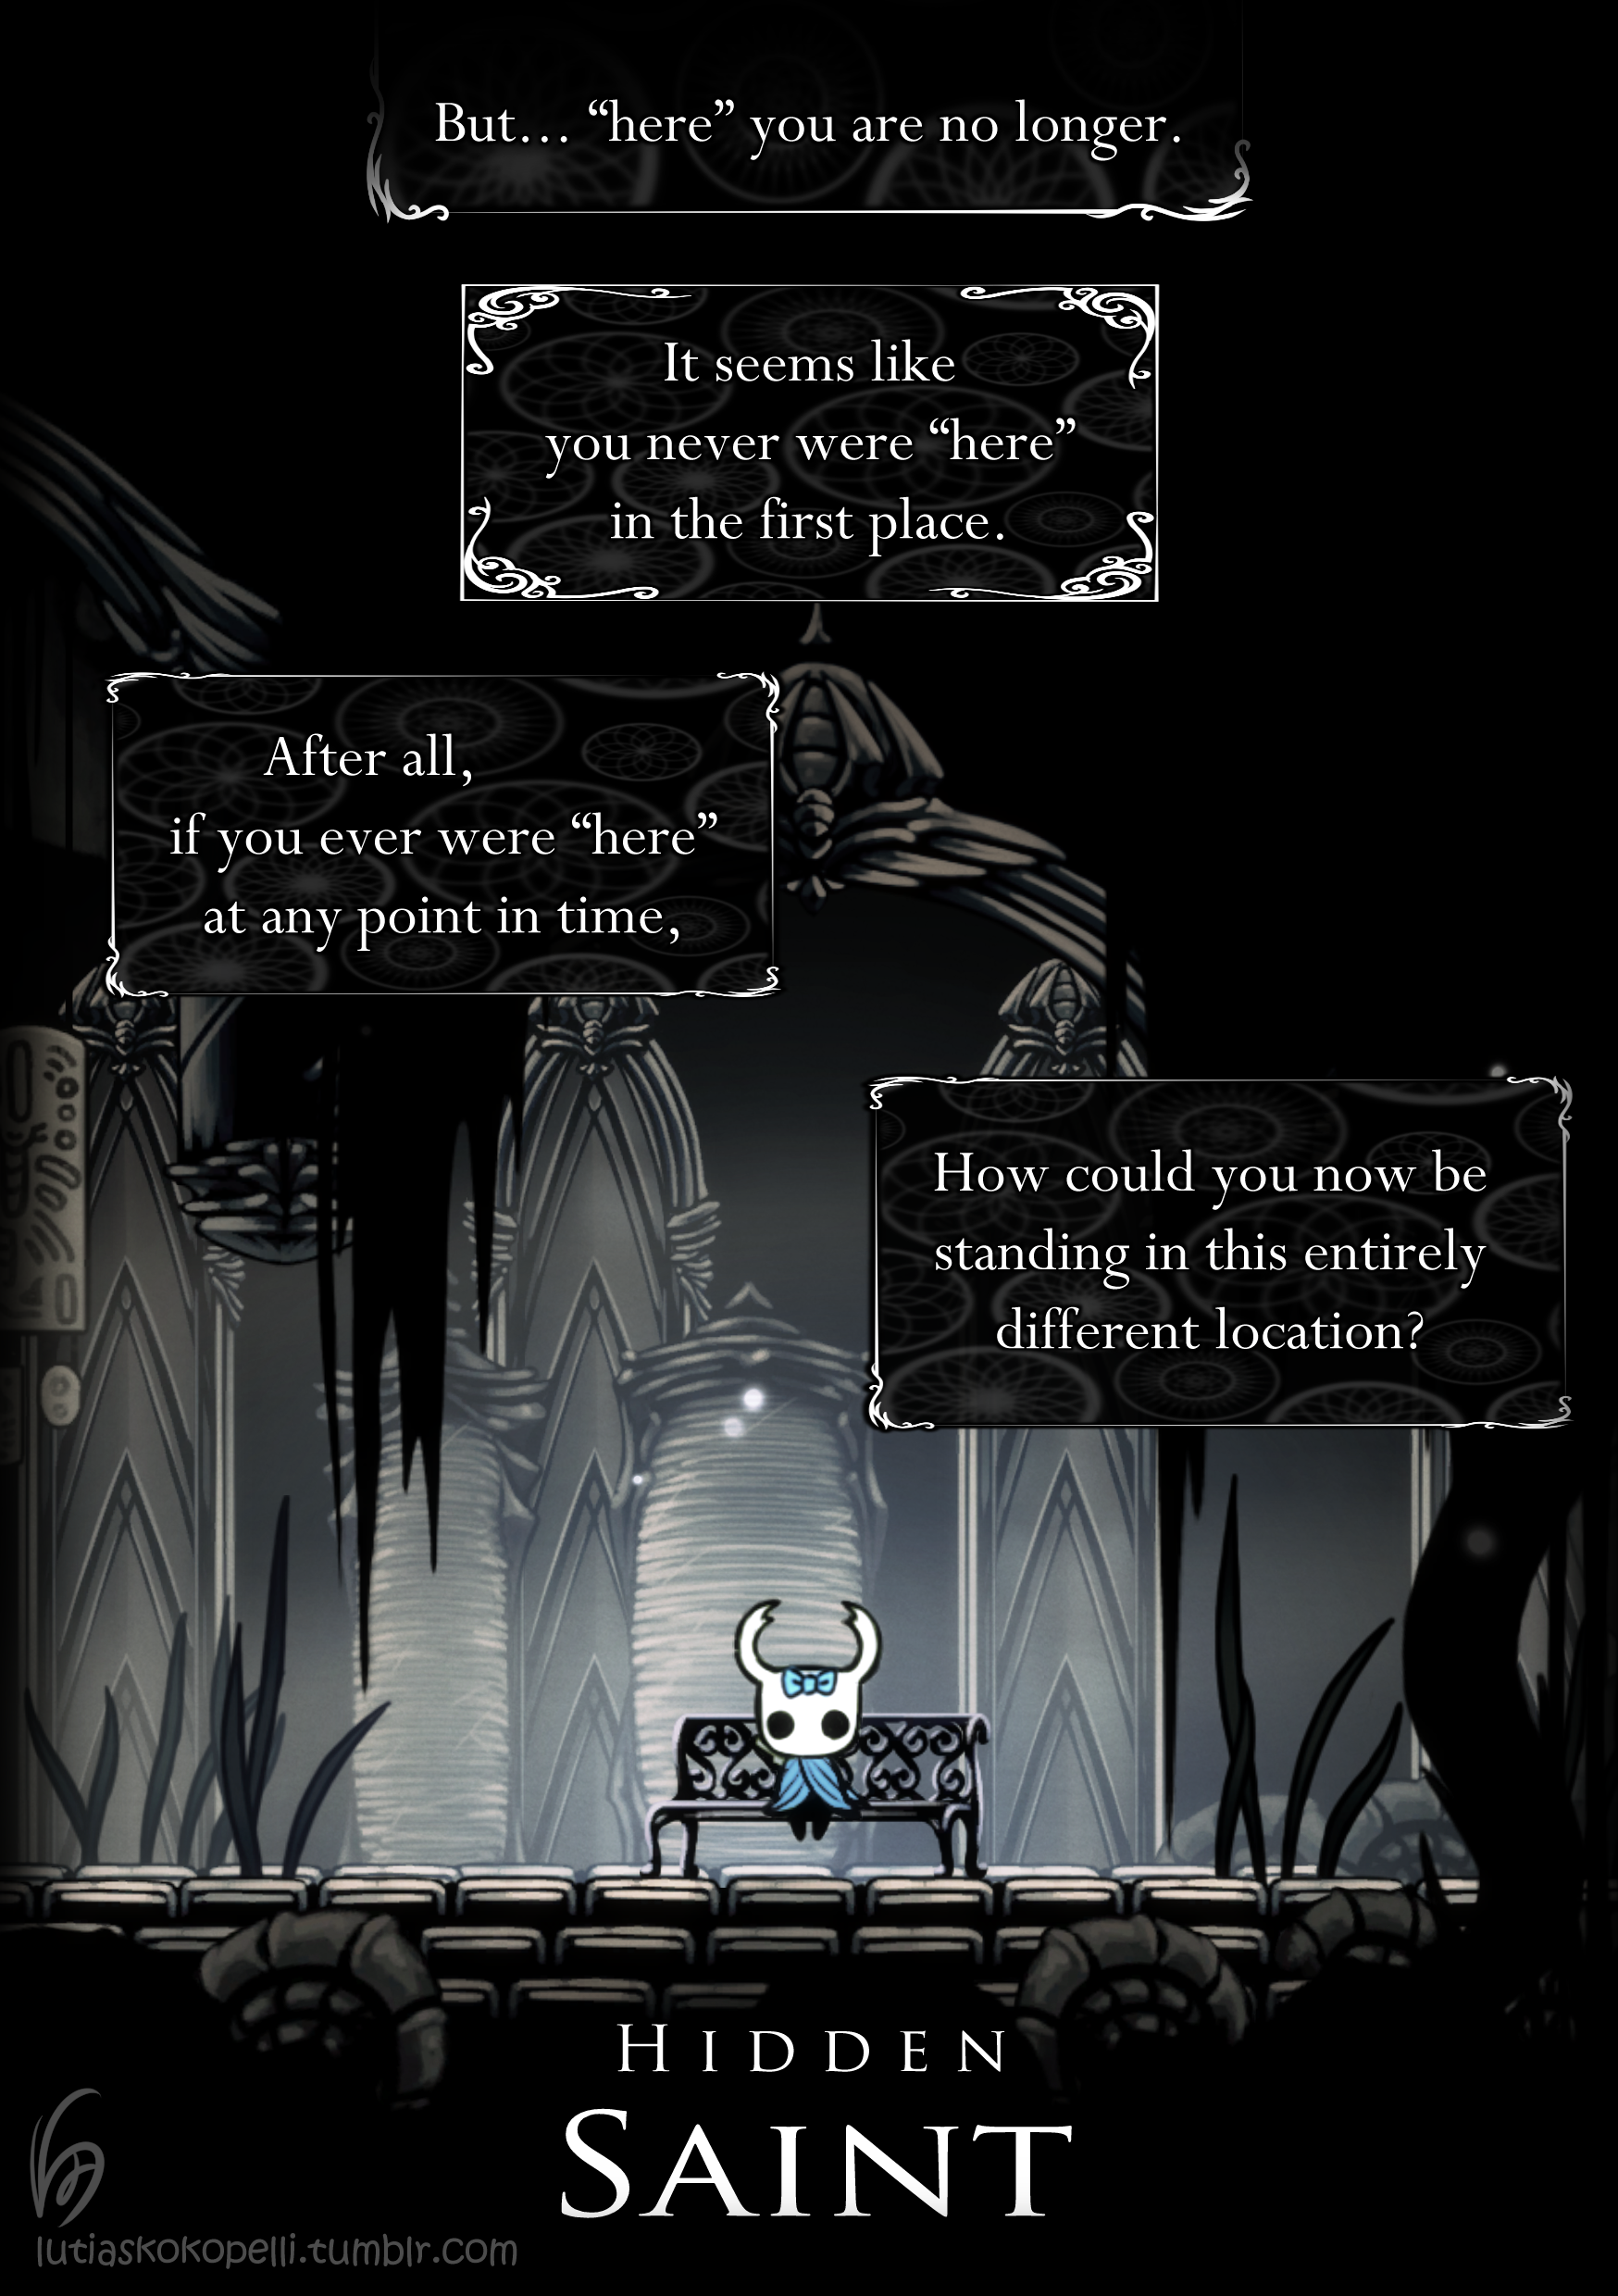 But... “here” you are no longer.
It seems like
you never were “here”
in the first place.
After all,
if you ever were “here”
at any point in time,
How could you now be
standing in this entirely
different location?
HIDDEN
SAINT
lutiaskokopelli.tumblr.com